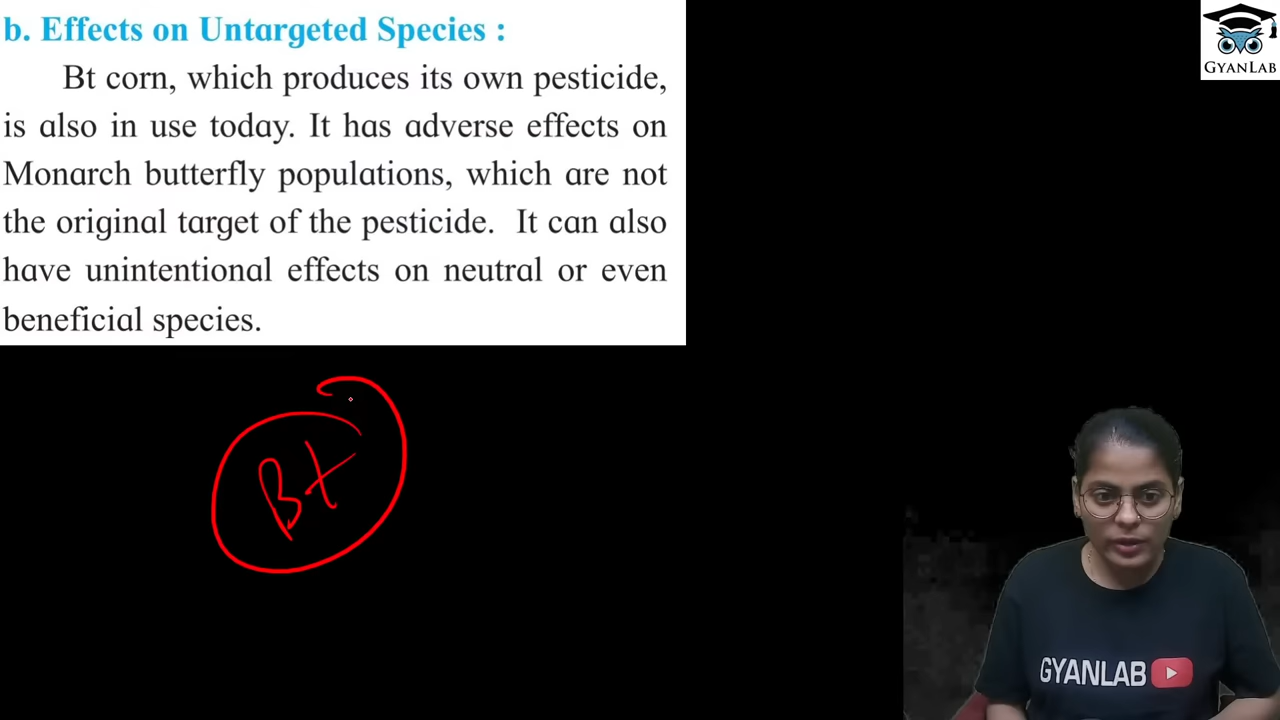 b. Effects on Untargeted Species :
Bt corn, which produces its own pesticide,
is also in use today. It has adverse effects on
Monarch butterfly populations, which are not
the original target of the pesticide. It can also
have unintentional effects on neutral or even
beneficial species.
GYANLAB
Bt
GYANLAB